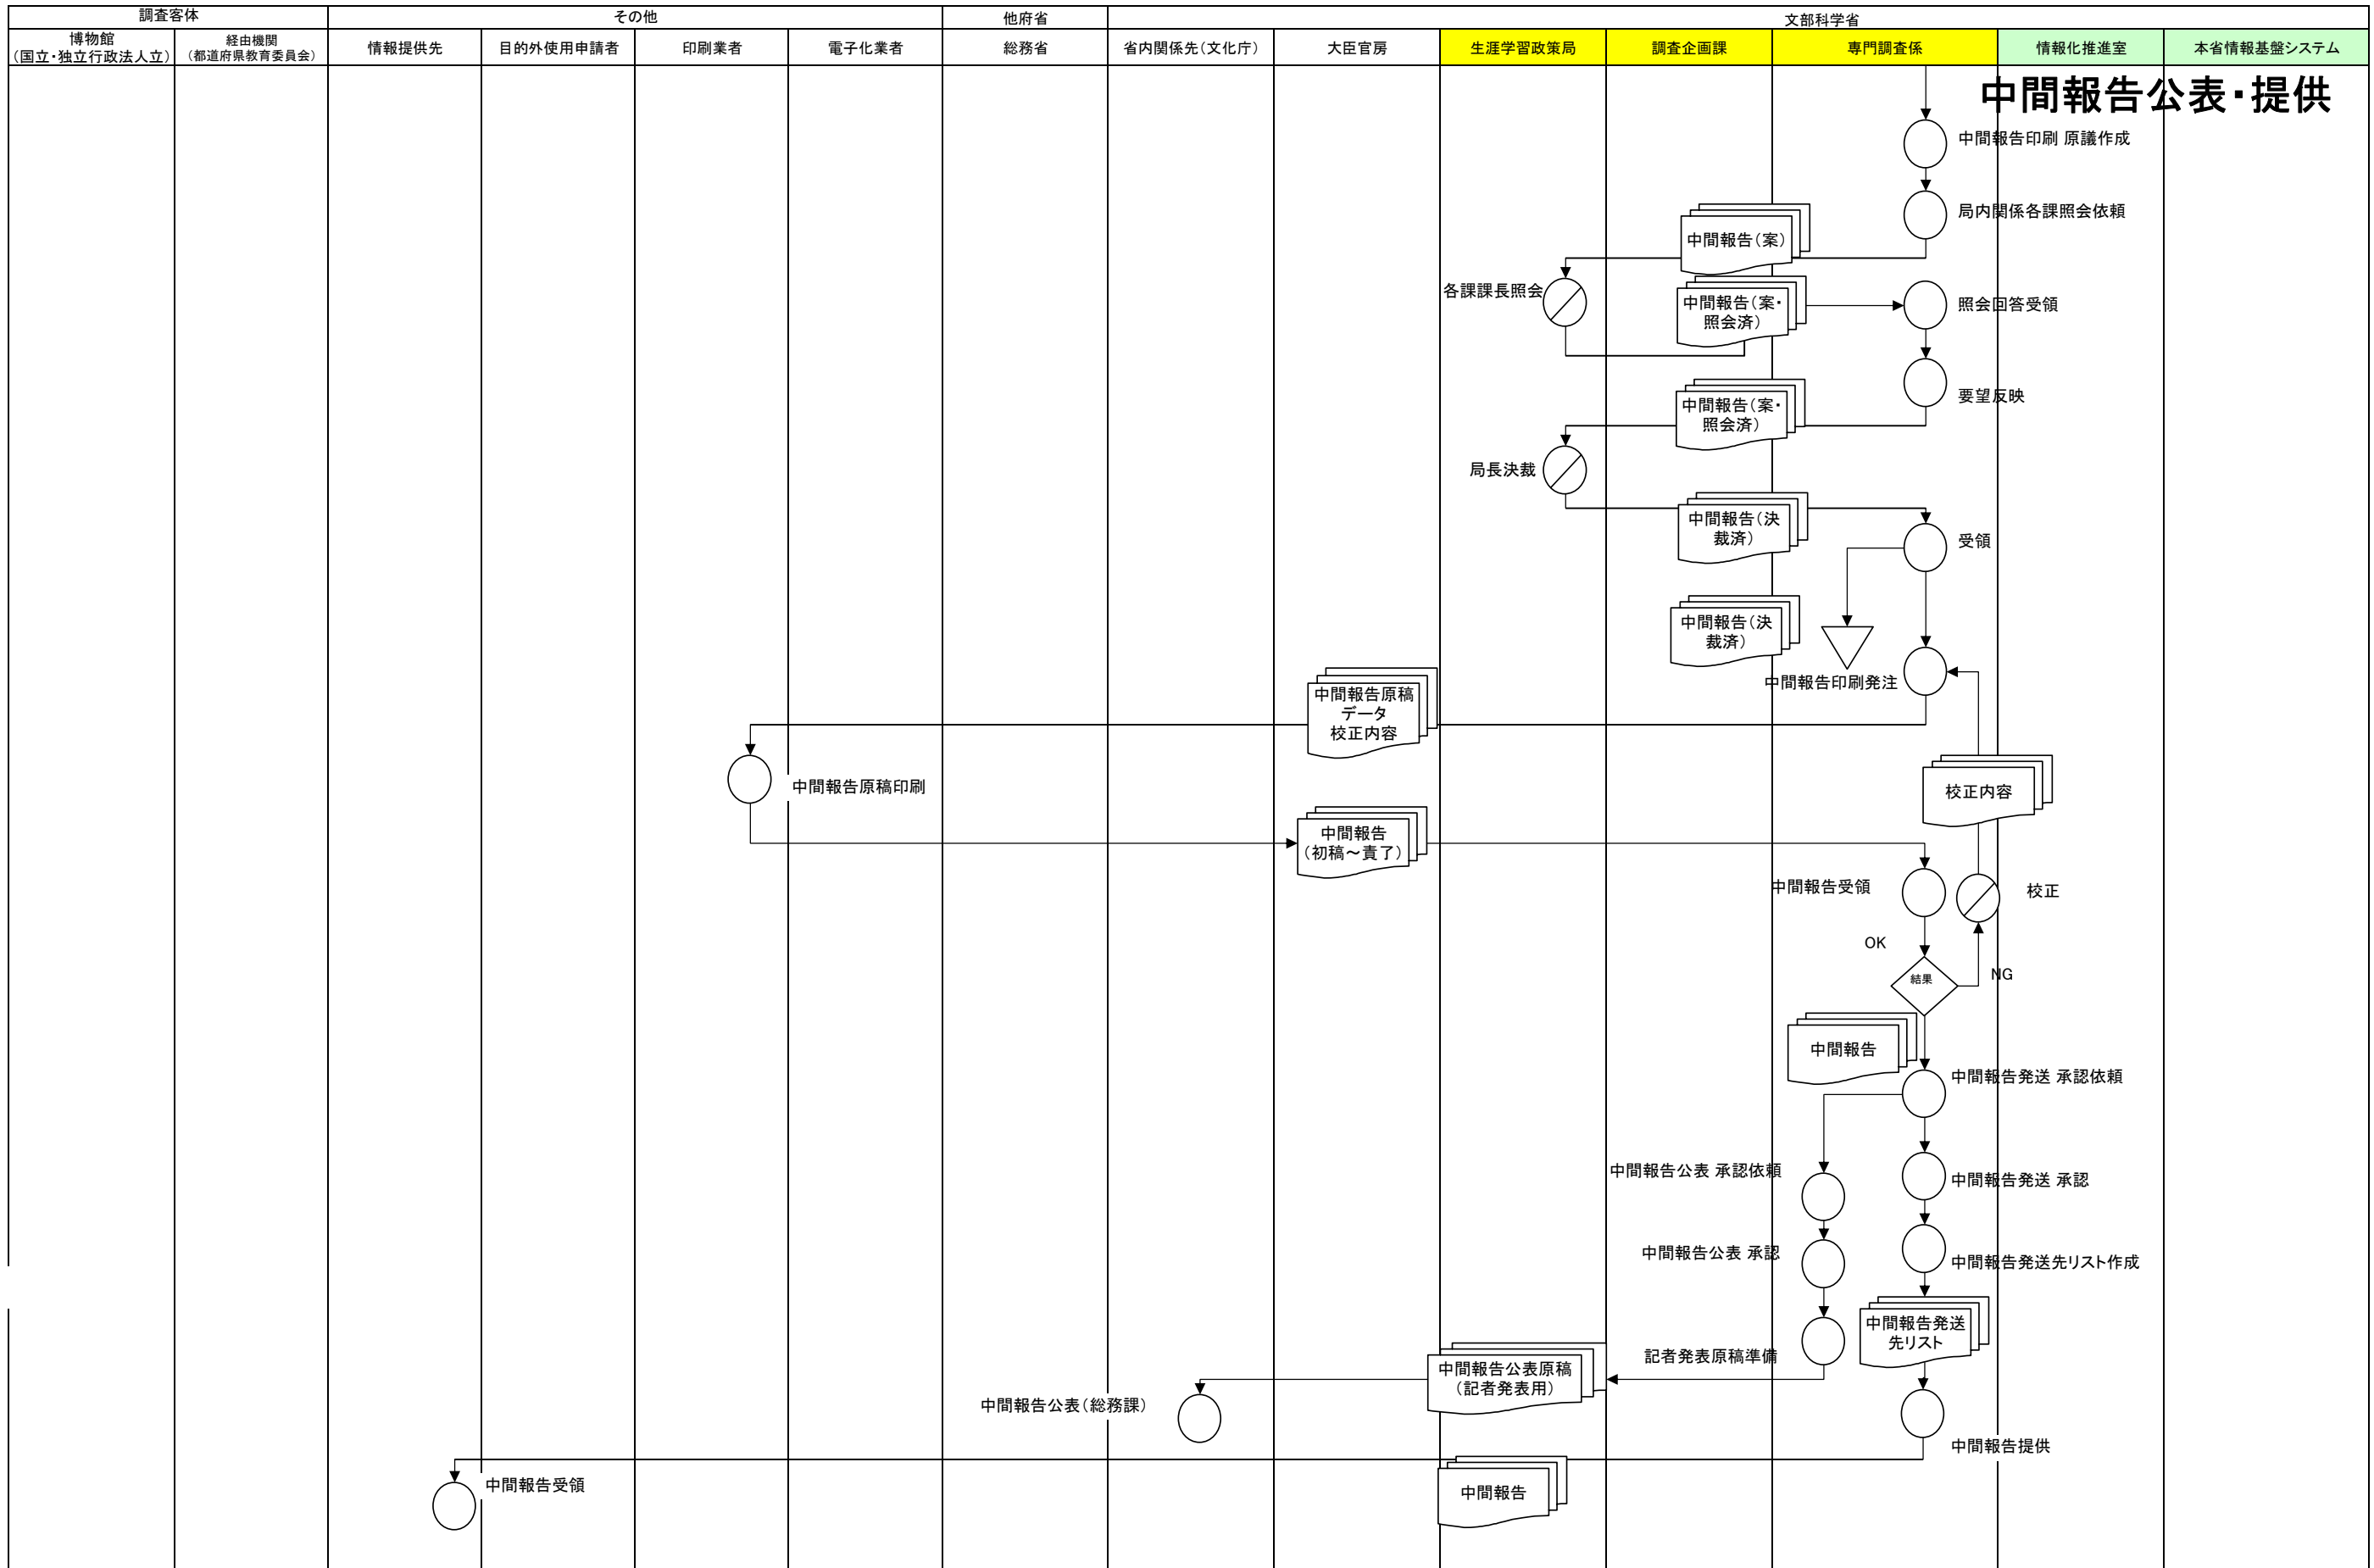 調査客体
その他
他府省
文部科学省
博物館
（国立・独立行政法人立）
経由機関
（都道府県教育委員会）
情報提供先
目的外使用申請者
印刷業者
電子化業者
総務省
省内関係先（文化庁）
大臣官房
生涯学習政策局
調査企画課
専門調査係
情報化推進室
本省情報基盤システム
中間報告公表・提供
中間報告印刷 原議作成
局内関係各課照会依頼
中間報告（案）
各課課長照会
中間報告（案・
照会済）
照会回答受領
要望反映
中間報告（案・
照会済）
局長決裁
中間報告（決
裁済）
受領
中間報告（決
裁済）
中間報告印刷発注
中間報告原稿
データ
校正内容
中間報告原稿印刷
校正内容
中間報告
（初稿～責了）
中間報告受領
校正
OK
結果
NG
中間報告
中間報告発送 承認依頼
中間報告公表 承認依頼
中間報告発送 承認
中間報告公表 承認
中間報告発送先リスト作成
中間報告発送
先リスト
記者発表原稿準備
中間報告公表原稿
（記者発表用）
中間報告公表（総務課）
中間報告提供
中間報告受領
中間報告